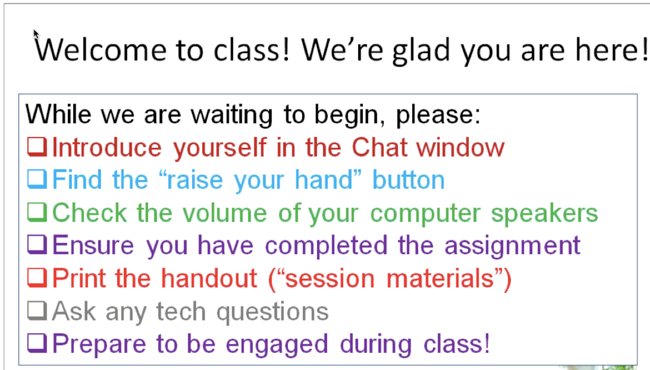 Welcome to class! We're glad you are here!
While we are waiting to begin, please:
❑Introduce yourself in the Chat window
❑Find the “raise your hand” button
❑Check the volume of your computer speakers
❑Ensure you have completed the assignment
❑Print the handout (“session materials”)
❑Ask any tech questions
❑Prepare to be engaged during class!